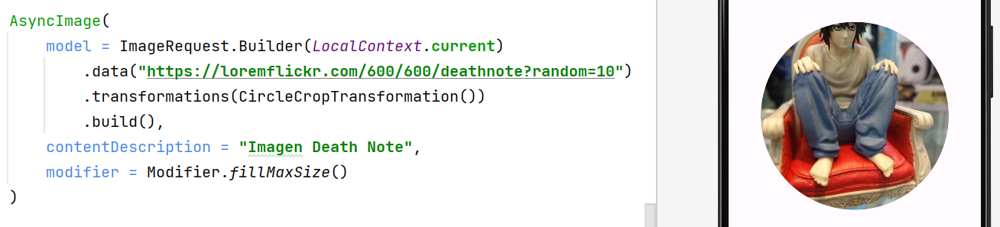 AsyncImage(
    model = ImageRequest.Builder(LocalContext.current)
        .data("https://loremflickr.com/600/600/deathnote?random=10")
        .transformations(CircleCropTransformation())
        .build(),
    contentDescription = "Imagen Death Note",
    modifier = Modifier.fillMaxSize()
)